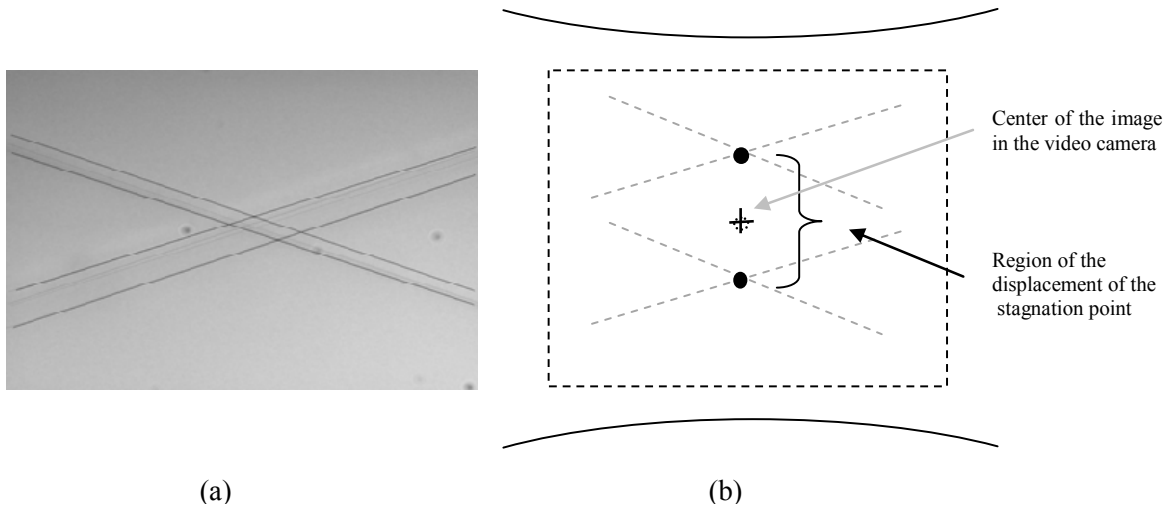 Center of the image
in the video camera
Region of the
displacement of the
stagnation point
(a)
(b)